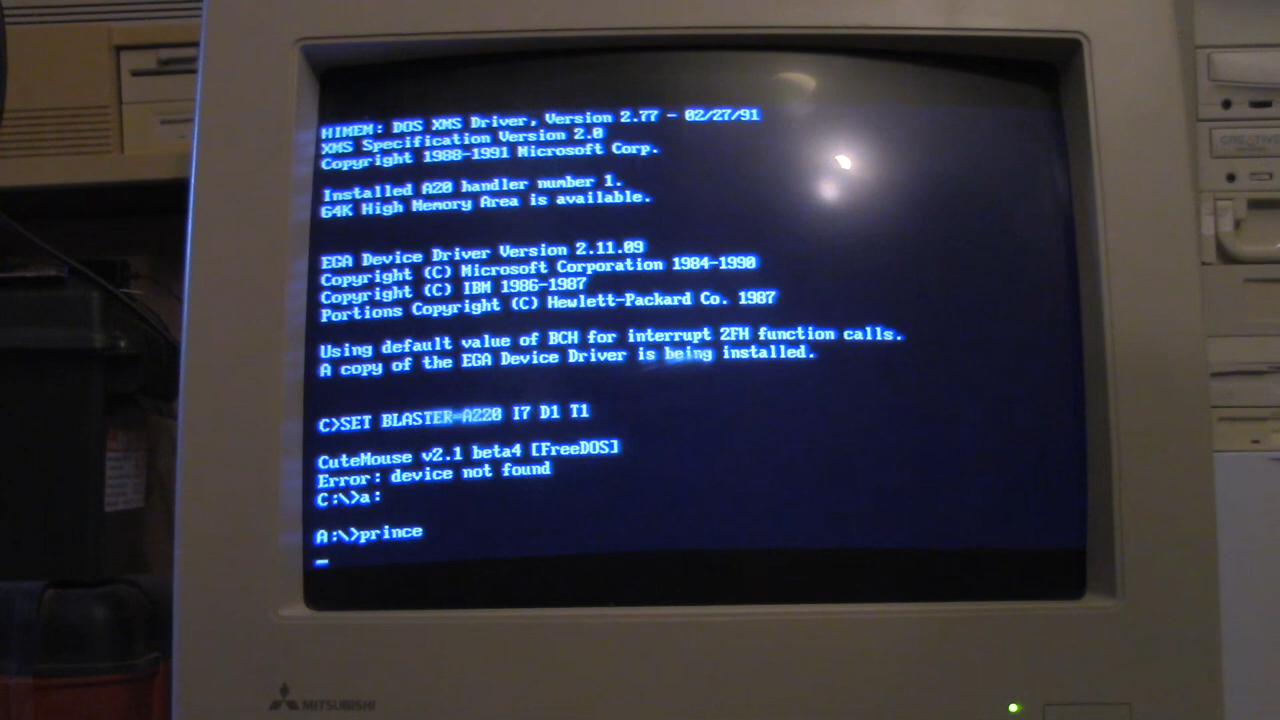 HIMEM: DOS XMS Driver, Version 2.77 - 02/27/91
XMS Specification Version 2.0
Copyright 1988-1991 Microsoft Corp.
Installed A20 handler number 1.
64K High Memory Area is available.
EGA Device Driver Version 2.11.09
Copyright (C) Microsoft Corporation 1984-1990
Copyright (C) IBM 1986-1987
Portions Copyright (C) Hewlett-Packard Co. 1987
Using default value of BCH for interrupt 2FH function calls.
A copy of the EGA Device Driver is being installed.
C>SET BLASTER=A220 I7 D1 T1
CuteMouse v2.1 beta4 [FreeDOS]
Error: device not found
C:\>a:
A:\>prince
MITSUBISHI
CREATIVE